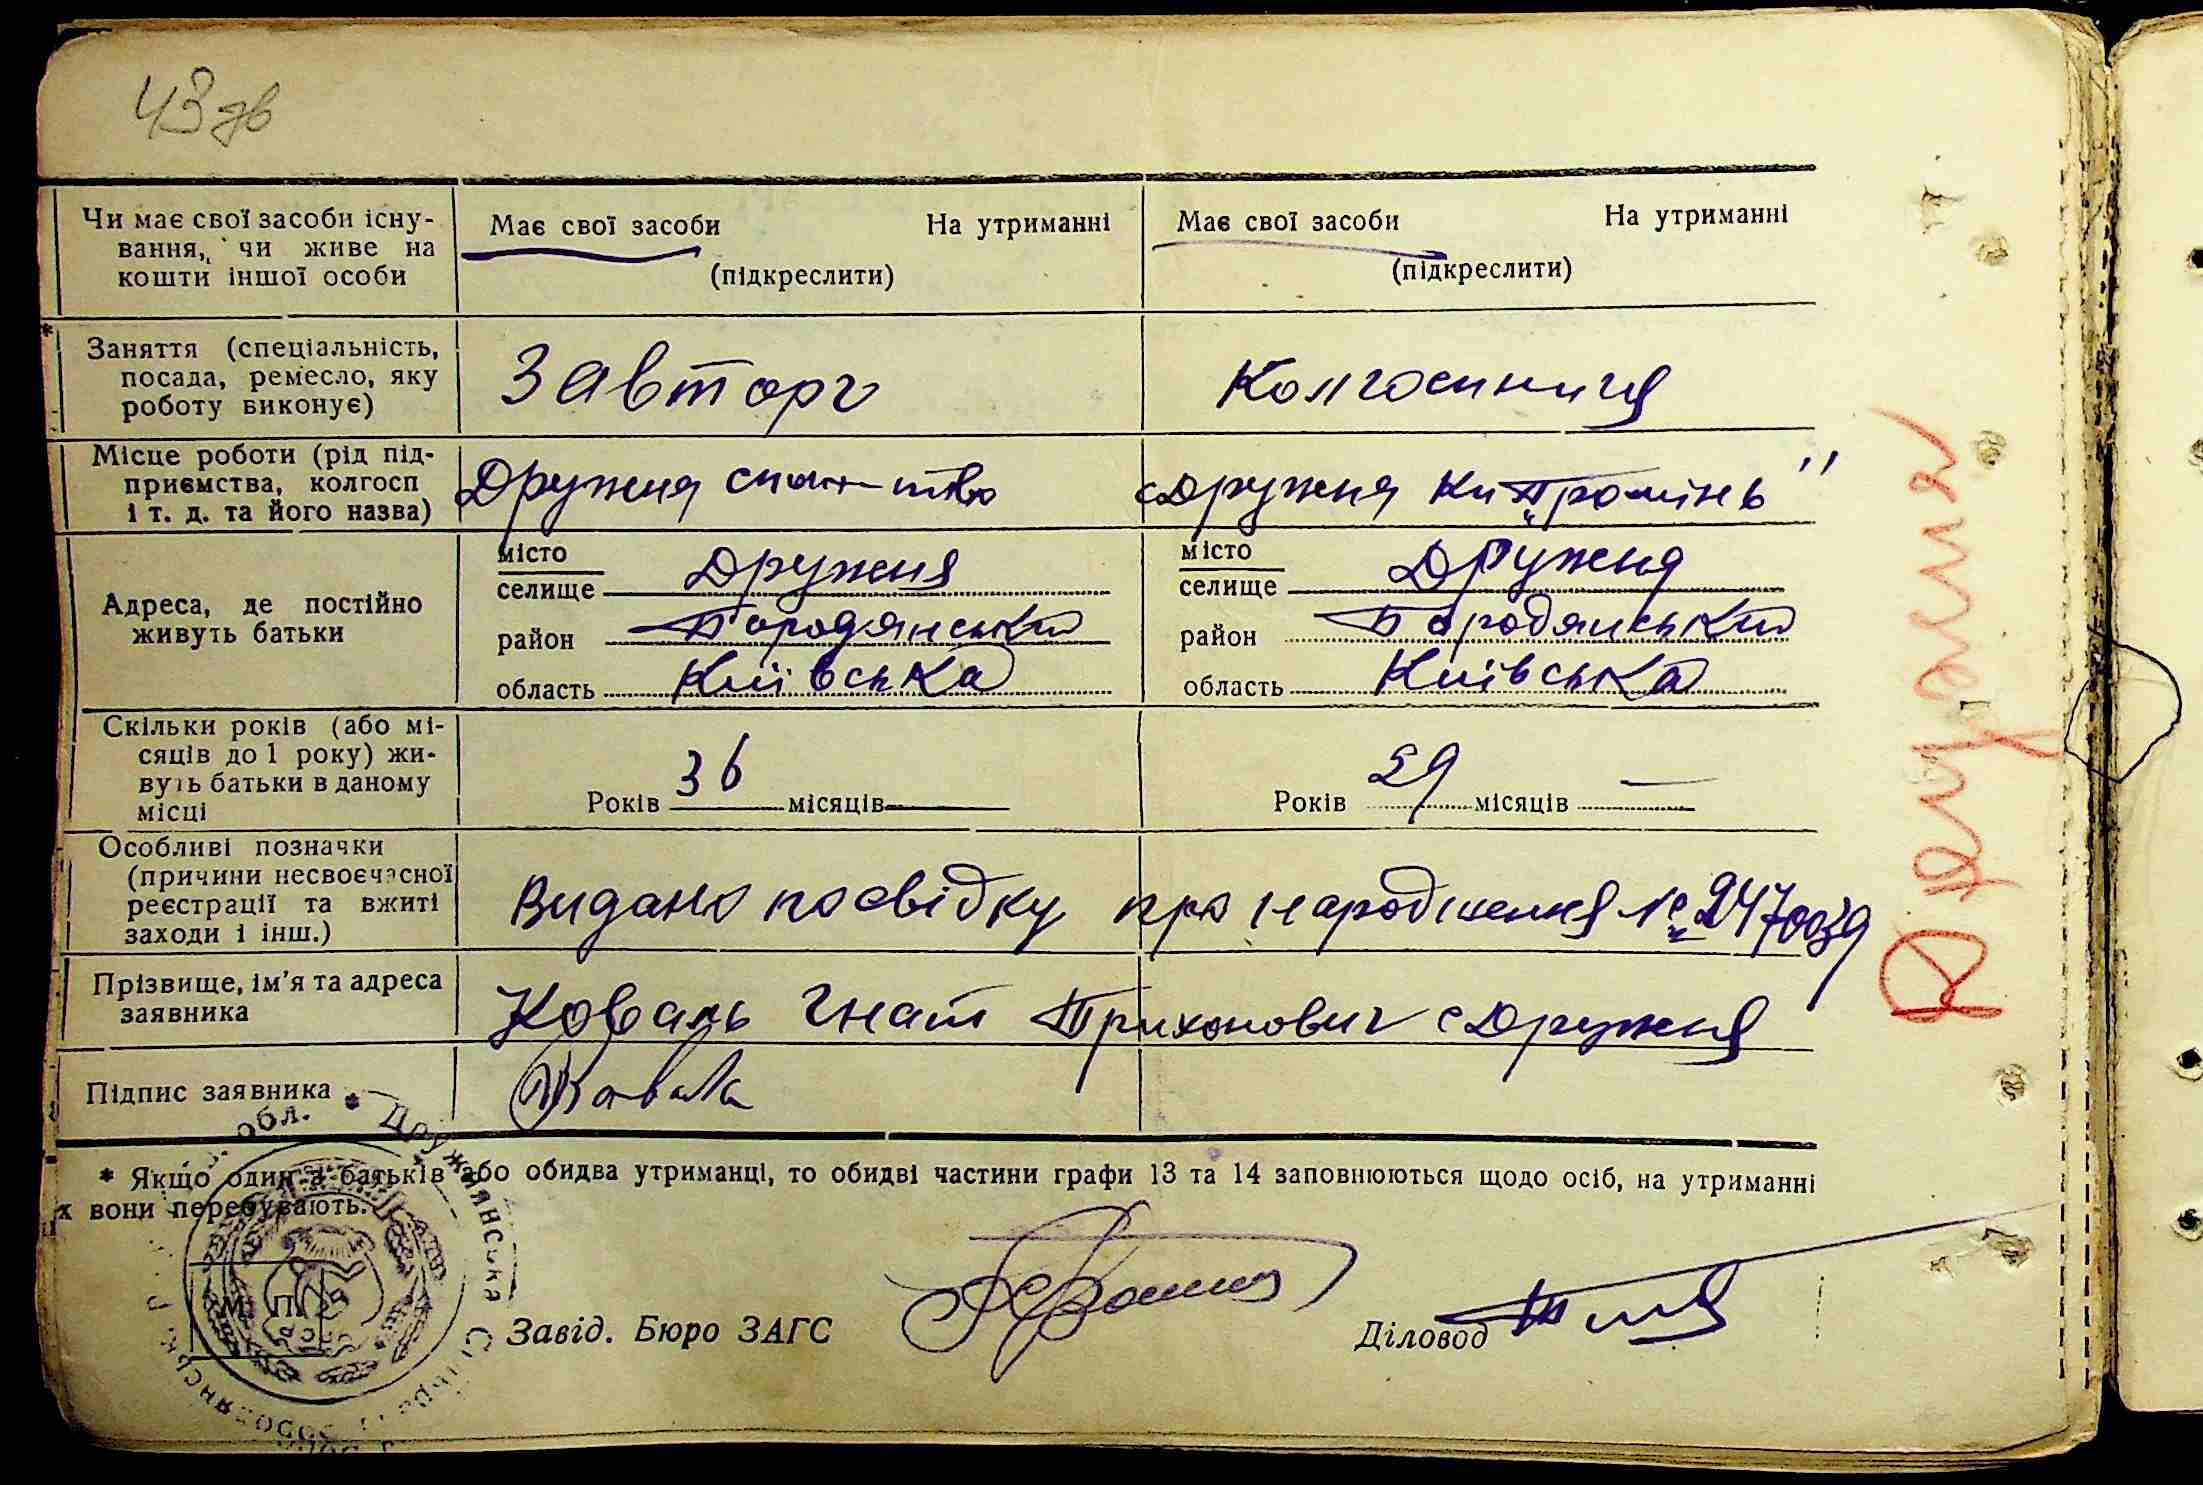 43 зв
Чи має свої засоби існу-
вання, чи живе на
кошти іншої особи
Має свої засоби На утриманні
(підкреслити)
Має свої засоби На утриманні
(підкреслити)
Заняття (спеціальність,
посада, ремесло, яку
роботу виконує)
Завторг
Колгоспниця
Місце роботи (рід під-
приємства, колгосп
і т. д. та його назва)
Дружня
с Дружня "Промінь"
Адреса, де постійно
живуть батьки
місто
селище Дружня
район Бородянський
область Київська
місто
селище Дружня
район Бородянський
область Київська
Скільки років (або мі-
сяців до 1 року) жи-
вуть батьки в даному
місці
Років 36 місяців
Років 29 місяців —
Особливі позначки
(причини несвоєчасної
реєстрації та вжиті
заходи і інш.)
Видано посвідку про народження № 247039
Прізвище, ім'я та адреса
заявника
Коваль Гнат Трихонович с Дружня
Підпис заявника
Коваль
* Якщо один з батьків або обидва утриманці, то обидві частини графи 13 та 14 заповнюються щодо осіб, на утриманні
х вони перебувають.
М. П.
Завід. Бюро ЗАГС
Діловод
обл. * Дружнянська Сільрада
Дружня